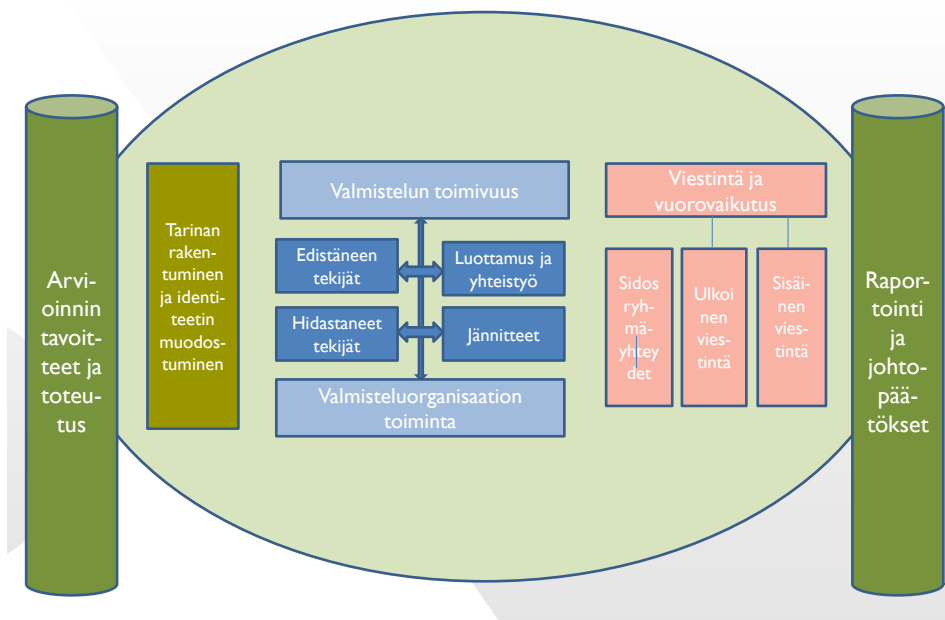 Arvi-
oinnin
tavoit-
teet ja
toteu-
tus
Tarinan
raken-
tuminen
ja identi-
teetin
muodos-
tuminen
Valmistelun toimivuus
Edistäneen
tekijät
Luottamus ja
yhteistyö
Hidastaneet
tekijät
Jännitteet
Valmisteluorganisaation
toiminta
Viestintä ja
vuorovaikutus
Sidos
ryh-
mä-
yhtey
det
Ulkoi
nen
vies-
tintä
Sisäi-
nen
vies-
tintä
Rapor-
tointi
ja
johto-
pää-
tökset